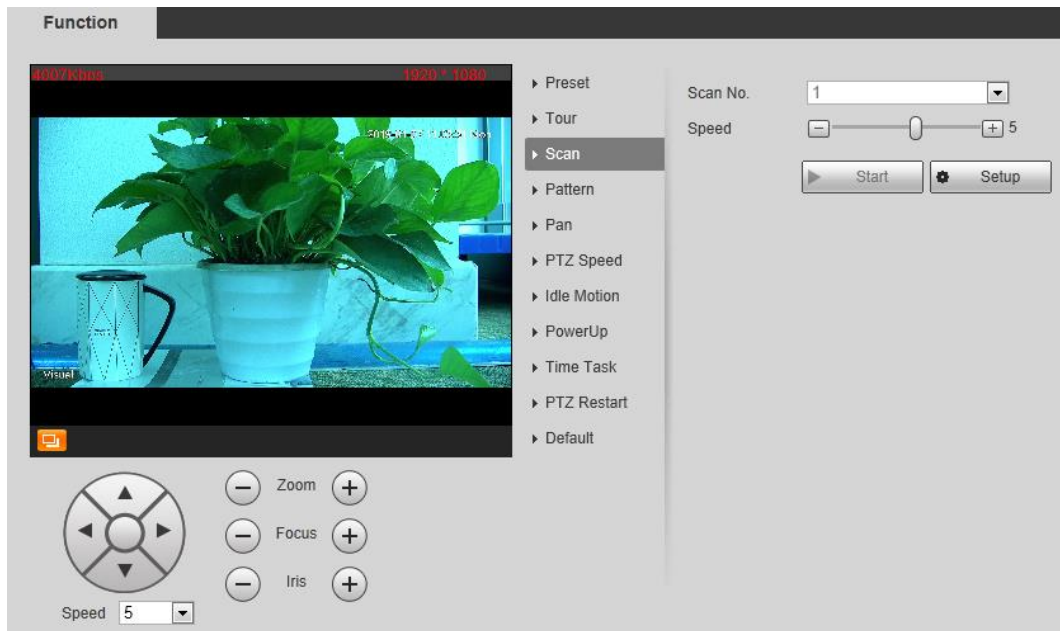 Function
4007Kbps
1920 * 1080
Visuel
Preset
Tour
Scan
Pattern
Pan
PTZ Speed
Idle Motion
PowerUp
Time Task
PTZ Restart
Default
Scan No. 1
Speed 5
Start Setup
Zoom
Focus
Iris
Speed 5